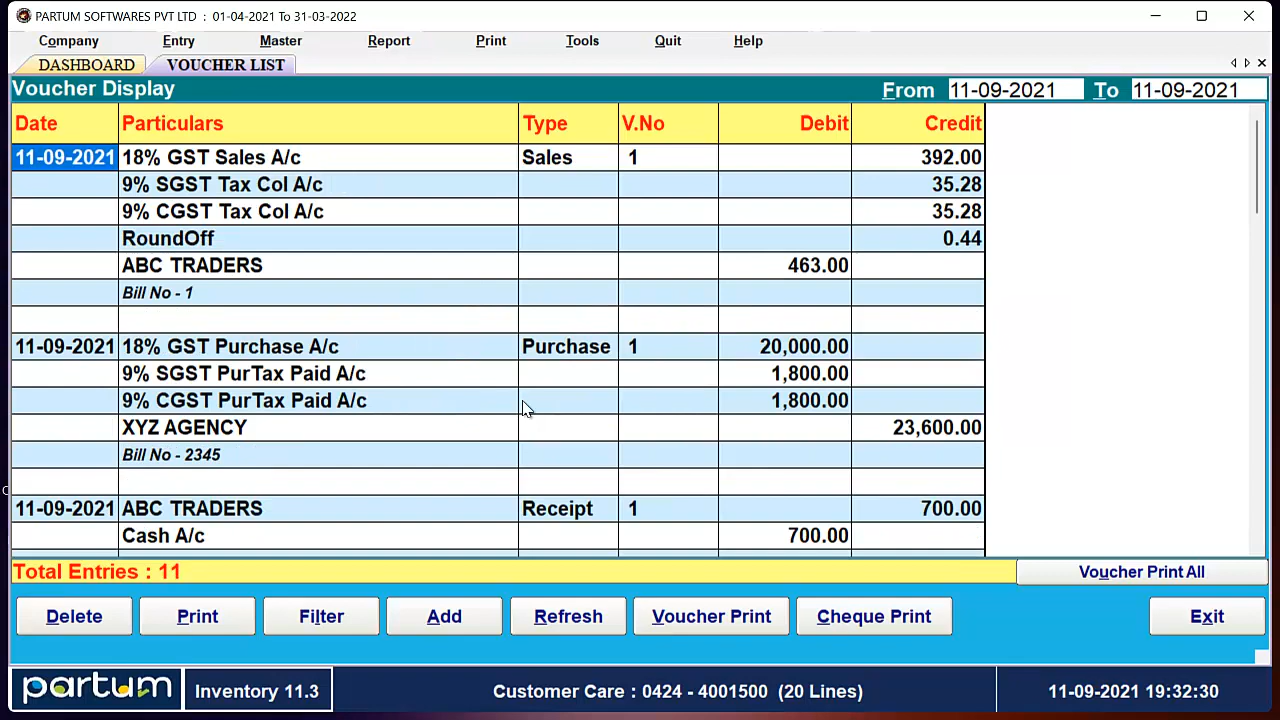 PARTUM SOFTWARES PVT LTD : 01-04-2021 To 31-03-2022
Company Entry Master Report Print Tools Quit Help
DASHBOARD VOUCHER LIST
Voucher Display From 11-09-2021 To 11-09-2021
Date Particulars Type V.No Debit Credit
11-09-2021 18% GST Sales A/c Sales 1 392.00
9% SGST Tax Col A/c 35.28
9% CGST Tax Col A/c 35.28
RoundOff 0.44
ABC TRADERS 463.00
Bill No - 1
11-09-2021 18% GST Purchase A/c Purchase 1 20,000.00
9% SGST PurTax Paid A/c 1,800.00
9% CGST PurTax Paid A/c 1,800.00
XYZ AGENCY 23,600.00
Bill No - 2345
11-09-2021 ABC TRADERS Receipt 1 700.00
Cash A/c 700.00
Total Entries : 11 Voucher Print All
Delete Print Filter Add Refresh Voucher Print Cheque Print Exit
partum Inventory 11.3 Customer Care : 0424 - 4001500 (20 Lines) 11-09-2021 19:32:30